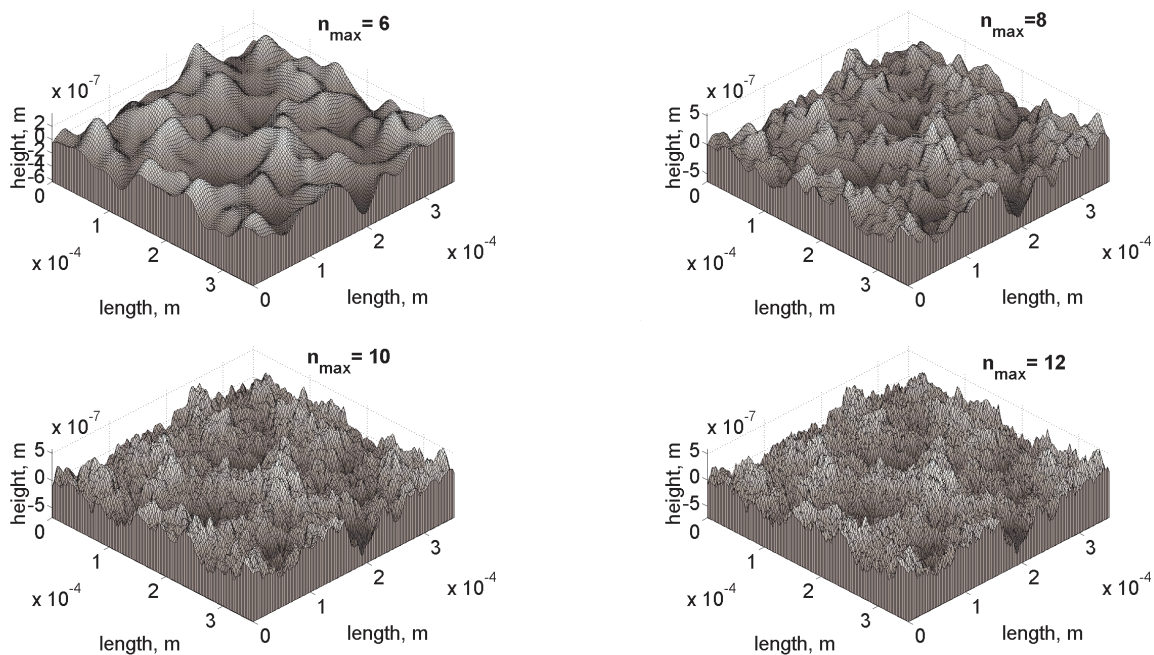 n_max= 6
x 10^-7
height, m
2
0
-2
-4
-6
0
1
2
3
x 10^-4
length, m
0
1
2
3
x 10^-4
length, m
n_max=8
x 10^-7
height, m
5
0
-5
0
1
2
3
x 10^-4
length, m
0
1
2
3
x 10^-4
length, m
n_max= 10
x 10^-7
height, m
5
0
-5
0
1
2
3
x 10^-4
length, m
0
1
2
3
x 10^-4
length, m
n_max= 12
x 10^-7
height, m
5
0
-5
0
1
2
3
x 10^-4
length, m
0
1
2
3
x 10^-4
length, m